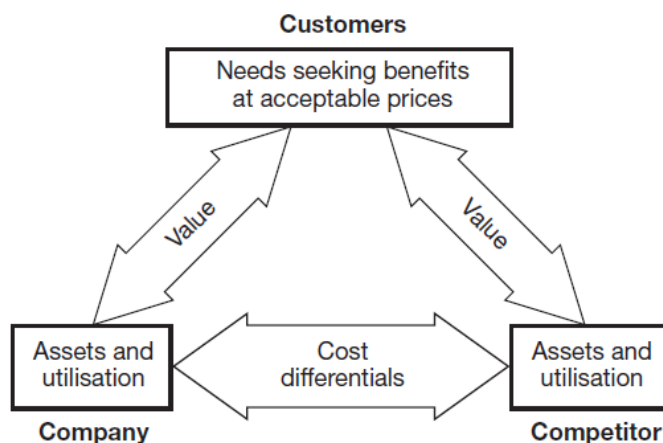 Customers
Needs seeking benefits
at acceptable prices
Value
Value
Assets and
utilisation
Cost
differentials
Assets and
utilisation
Company
Competitor